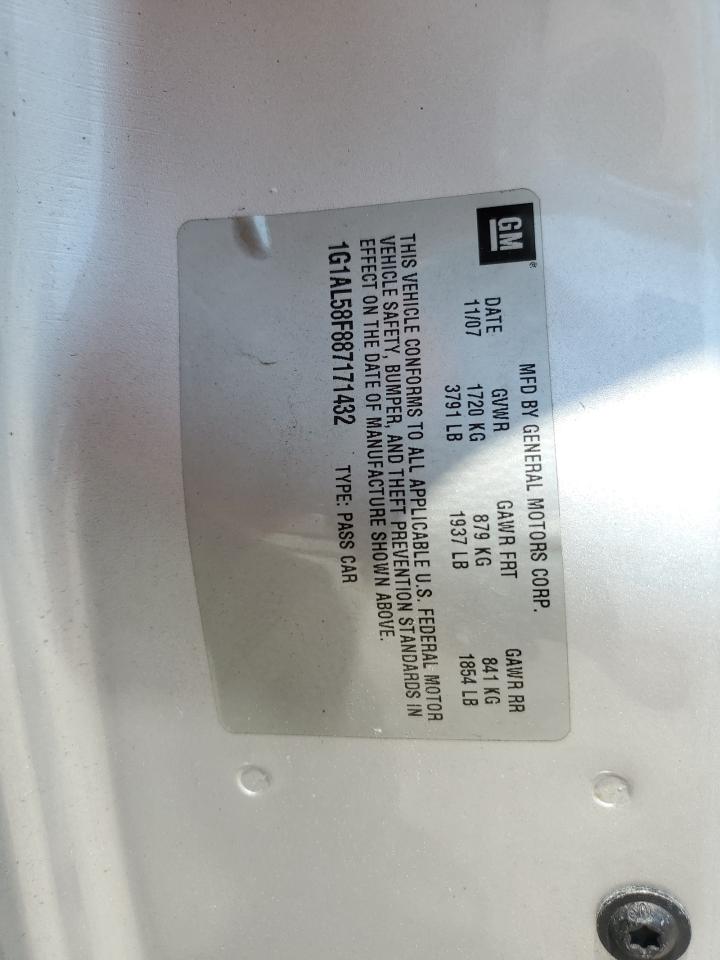 GM®
MFD BY GENERAL MOTORS CORP.
DATE GVWR GAWR FRT GAWR RR
11/07 1720 KG 879 KG 841 KG
3791 LB 1937 LB 1854 LB
THIS VEHICLE CONFORMS TO ALL APPLICABLE U.S. FEDERAL MOTOR
VEHICLE SAFETY, BUMPER, AND THEFT PREVENTION STANDARDS IN
EFFECT ON THE DATE OF MANUFACTURE SHOWN ABOVE.
1G1AL58F887171432 TYPE: PASS CAR